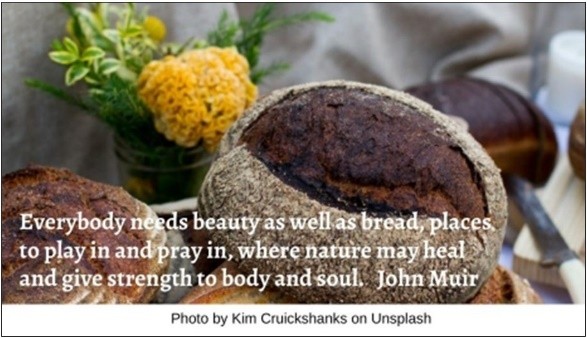 Everybody needs beauty as well as bread, places
to play in and pray in, where nature may heal
and give strength to body and soul.   John Muir
Photo by Kim Cruickshanks on Unsplash